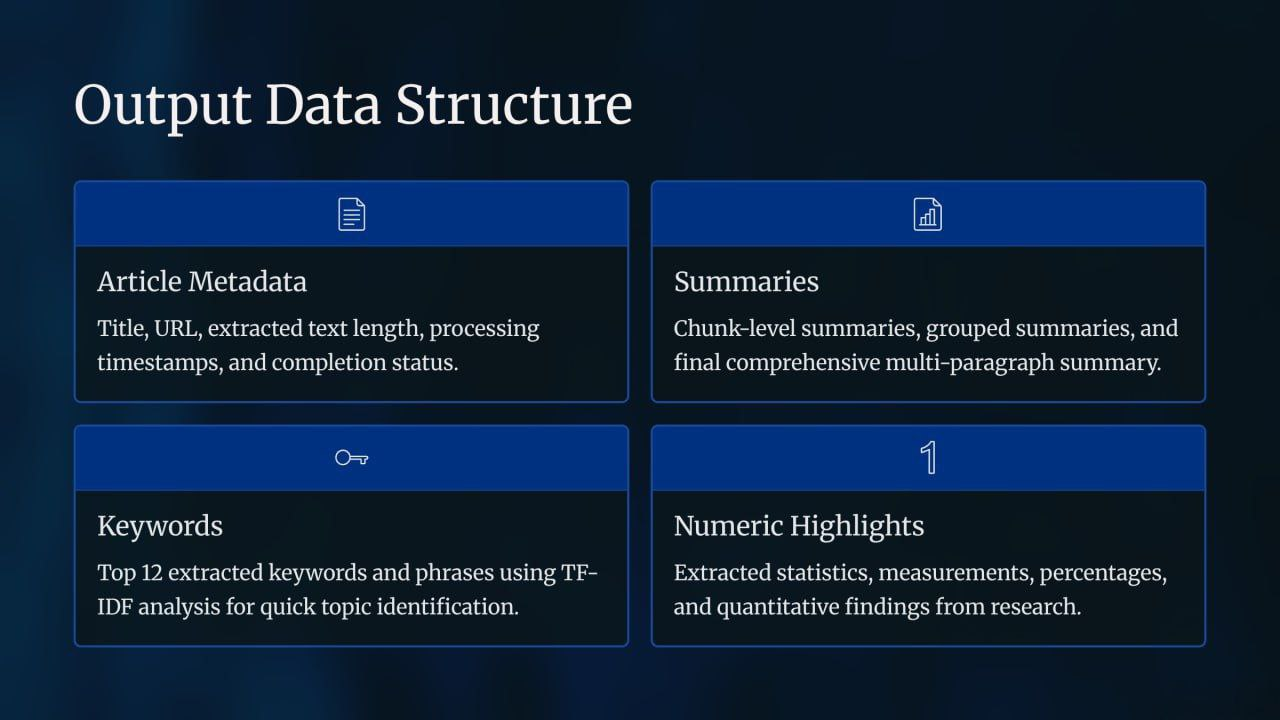 Output Data Structure
Article Metadata
Title, URL, extracted text length, processing
timestamps, and completion status.
Summaries
Chunk-level summaries, grouped summaries, and
final comprehensive multi-paragraph summary.
Keywords
Top 12 extracted keywords and phrases using TF-
IDF analysis for quick topic identification.
1
Numeric Highlights
Extracted statistics, measurements, percentages,
and quantitative findings from research.